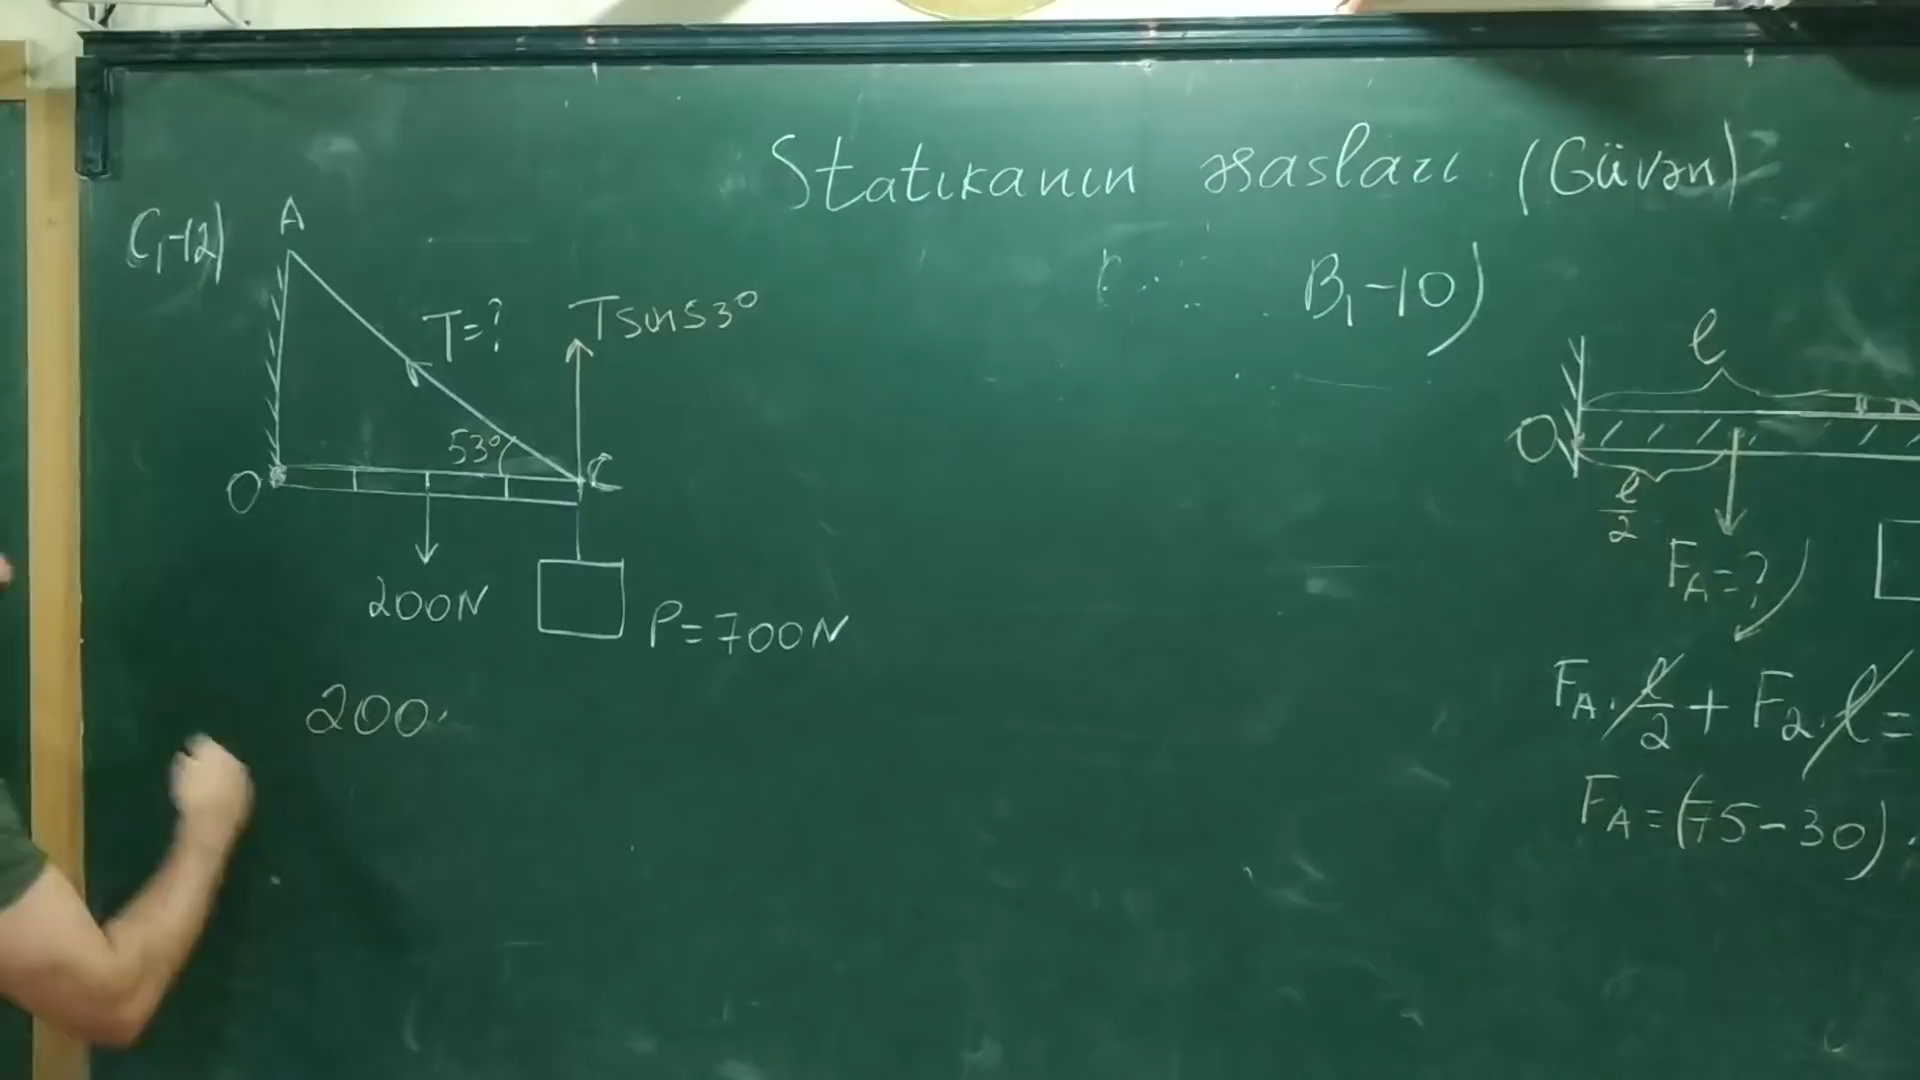 Statikanın əsasları (Güvən)
C₁-12)
A
T=?
T sin53°
53°
O
C
200N
P=700N
200·
B₁-10)
ℓ
O
ℓ/2
F_A=?
F_A·ℓ/2+F₂·ℓ=
F_A=(75-30)·